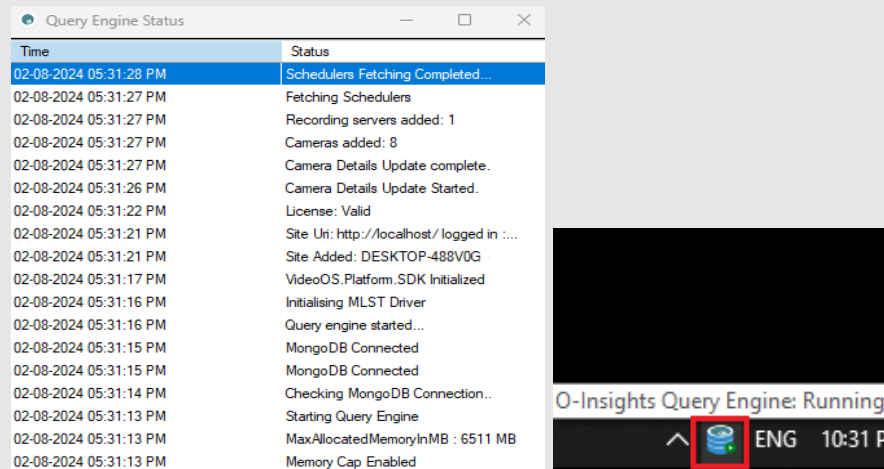 Query Engine Status
Time Status
02-08-2024 05:31:28 PM Schedulers Fetching Completed...
02-08-2024 05:31:27 PM Fetching Schedulers
02-08-2024 05:31:27 PM Recording servers added: 1
02-08-2024 05:31:27 PM Cameras added: 8
02-08-2024 05:31:27 PM Camera Details Update complete.
02-08-2024 05:31:26 PM Camera Details Update Started.
02-08-2024 05:31:22 PM License: Valid
02-08-2024 05:31:21 PM Site Uri: http://localhost/ logged in :...
02-08-2024 05:31:21 PM Site Added: DESKTOP-488V0G
02-08-2024 05:31:17 PM VideoOS.Platform.SDK Initialized
02-08-2024 05:31:16 PM Initialising MLST Driver
02-08-2024 05:31:16 PM Query engine started...
02-08-2024 05:31:15 PM MongoDB Connected
02-08-2024 05:31:15 PM MongoDB Connected
02-08-2024 05:31:14 PM Checking MongoDB Connection..
02-08-2024 05:31:13 PM Starting Query Engine
02-08-2024 05:31:13 PM MaxAllocatedMemoryInMB : 6511 MB
02-08-2024 05:31:13 PM Memory Cap Enabled
O-Insights Query Engine: Running
ENG 10:31 P